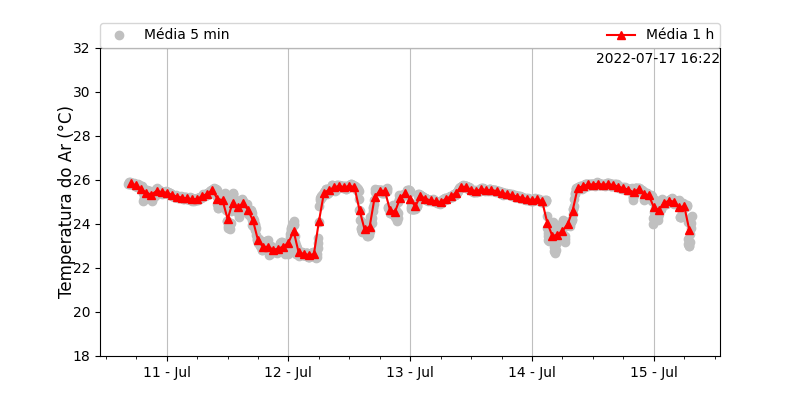 Média 5 min
Média 1 h
2022-07-17 16:22
Temperatura do Ar (°C)
32
30
28
26
24
22
20
18
11 - Jul
12 - Jul
13 - Jul
14 - Jul
15 - Jul